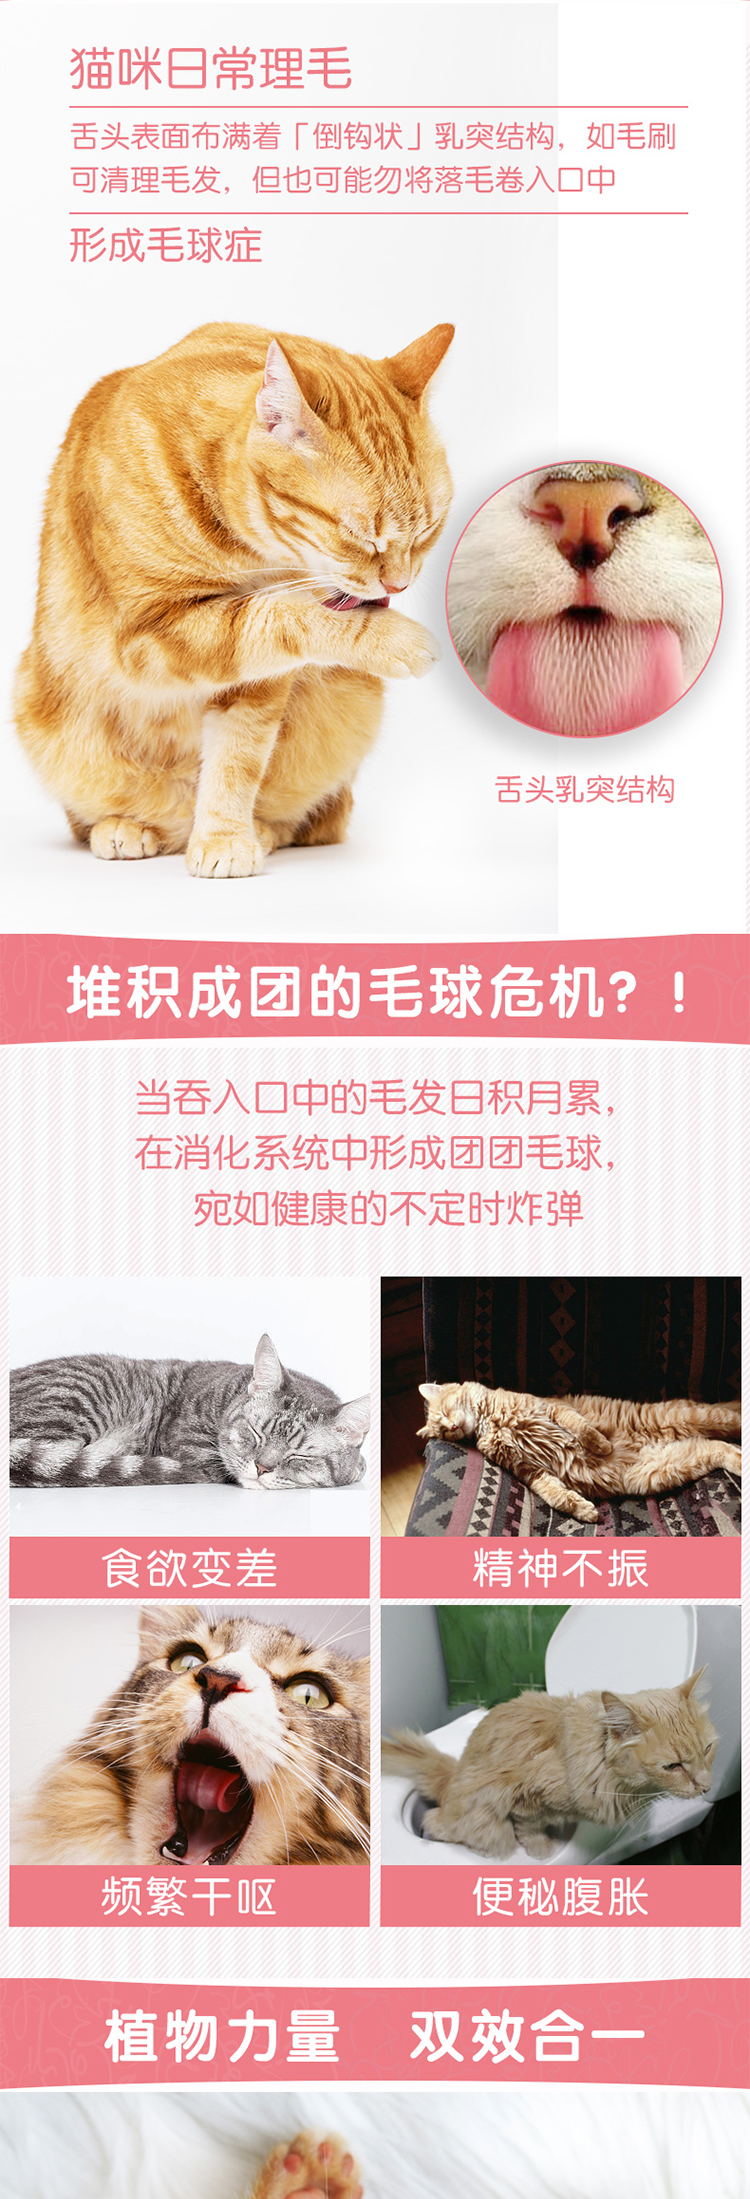 猫咪日常理毛
舌头表面布满着「倒钩状」乳突结构，如毛刷
可清理毛发，但也可能勿将落毛卷入口中
形成毛球症
舌头乳突结构
堆积成团的毛球危机？！
当吞入口中的毛发日积月累，
在消化系统中形成团团毛球，
宛如健康的不定时炸弹
食欲变差
精神不振
频繁干呕
便秘腹胀
植物力量 双效合一